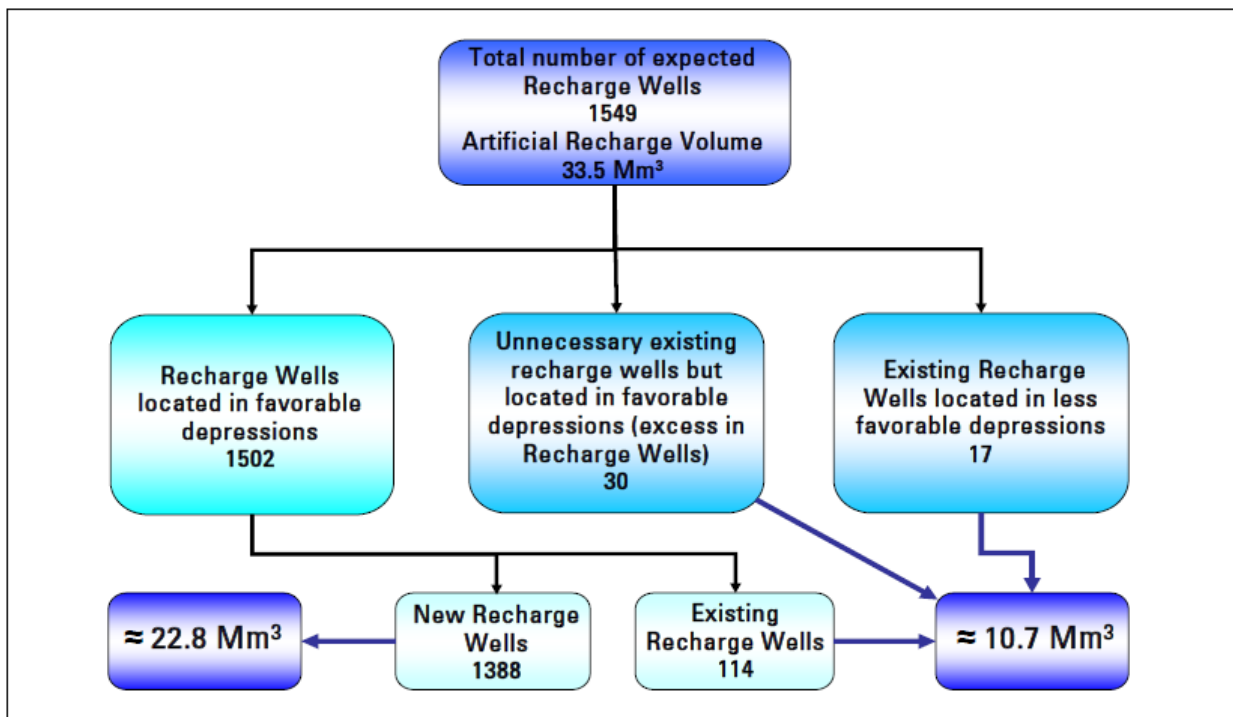 Total number of expected
Recharge Wells
1549
Artificial Recharge Volume
33.5 Mm³
Recharge Wells
located in favorable
depressions
1502
Unnecessary existing
recharge wells but
located in favorable
depressions (excess in
Recharge Wells)
30
Existing Recharge
Wells located in less
favorable depressions
17
≈ 22.8 Mm³
New Recharge
Wells
1388
Existing
Recharge Wells
114
≈ 10.7 Mm³